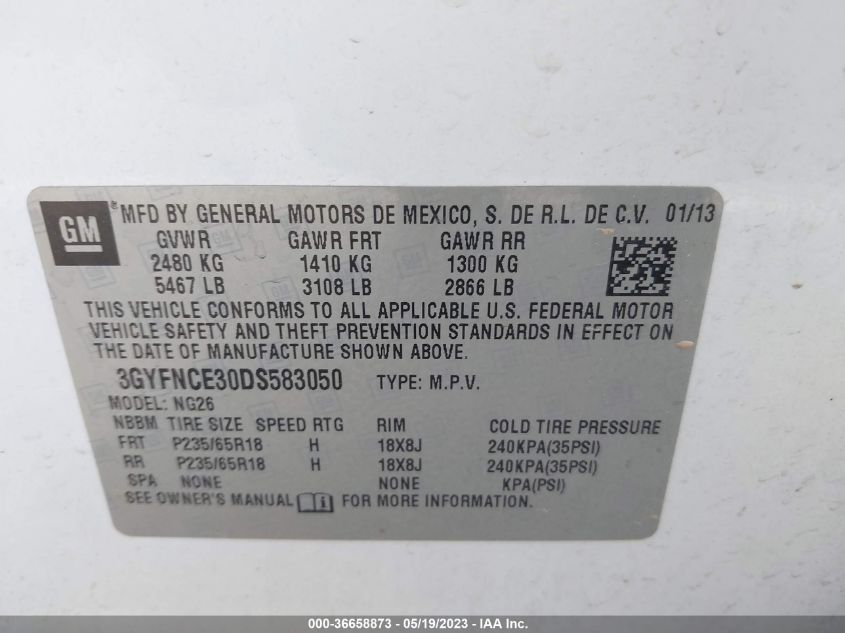 GM ® MFD BY GENERAL MOTORS DE MEXICO, S. DE R.L. DE C.V. 01/13
GVWR GAWR FRT GAWR RR
2480 KG 1410 KG 1300 KG
5467 LB 3108 LB 2866 LB
THIS VEHICLE CONFORMS TO ALL APPLICABLE U.S. FEDERAL MOTOR
VEHICLE SAFETY AND THEFT PREVENTION STANDARDS IN EFFECT ON
THE DATE OF MANUFACTURE SHOWN ABOVE.
3GYFNCE30DS583050 TYPE: M.P.V.
MODEL: NG26
NBBM TIRE SIZE SPEED RTG RIM COLD TIRE PRESSURE
FRT P235/65R18 H 18X8J 240KPA(35PSI)
RR P235/65R18 H 18X8J 240KPA(35PSI)
SPA NONE NONE KPA(PSI)
SEE OWNER'S MANUAL FOR MORE INFORMATION.
000-36658873 - 05/19/2023 - IAA Inc.